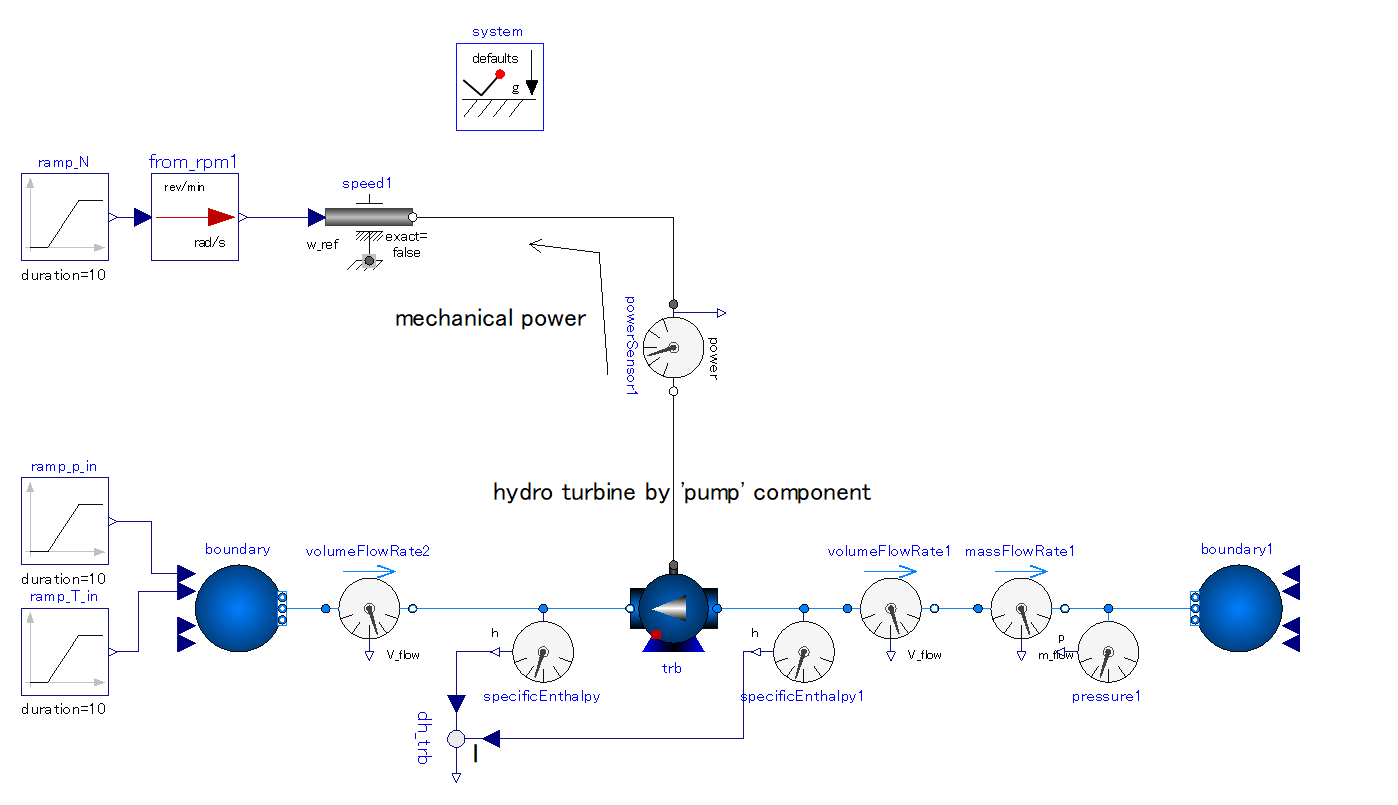 system
defaults
g
ramp_N
duration=10
from_rpm1
rev/min
rad/s
speed1
w_ref
exact=
false
mechanical power
powerSensor1
power
hydro turbine by 'pump' component
ramp_p_in
duration=10
ramp_T_in
duration=10
boundary
volumeFlowRate2
V_flow
h
specificEnthalpy
trb
h
specificEnthalpy1
volumeFlowRate1
V_flow
massFlowRate1
m_flow
p
pressure1
boundary1
dh_trb